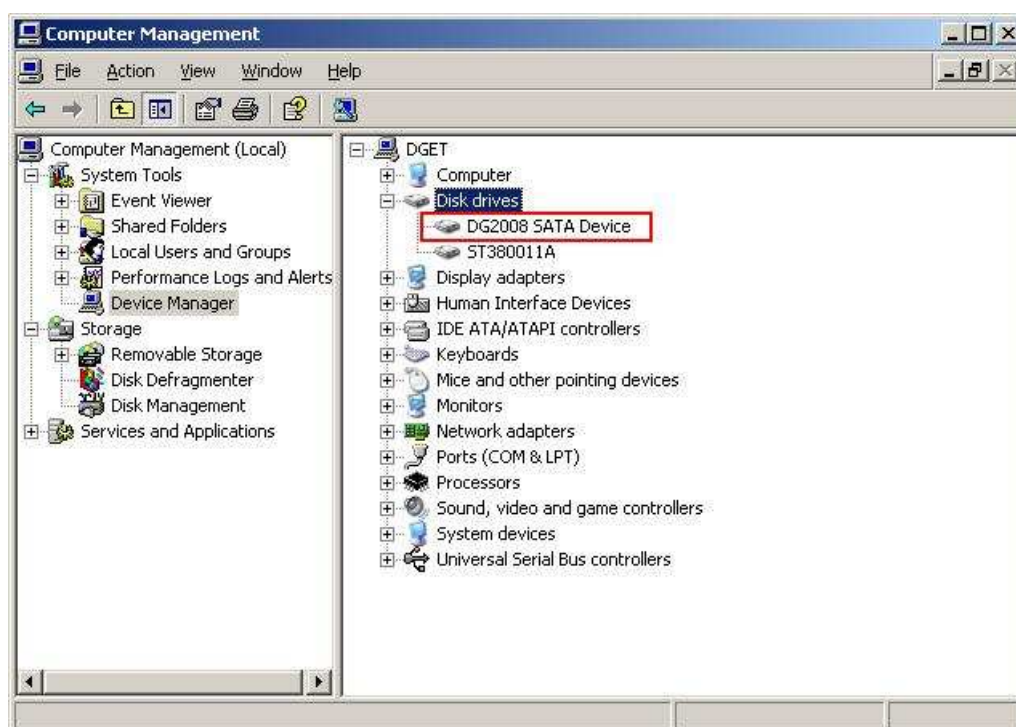 Computer Management
File Action View Window Help
Computer Management (Local)
System Tools
Event Viewer
Shared Folders
Local Users and Groups
Performance Logs and Alerts
Device Manager
Storage
Removable Storage
Disk Defragmenter
Disk Management
Services and Applications
DGET
Computer
Disk drives
DG2008 SATA Device
ST380011A
Display adapters
Human Interface Devices
IDE ATA/ATAPI controllers
Keyboards
Mice and other pointing devices
Monitors
Network adapters
Ports (COM & LPT)
Processors
Sound, video and game controllers
System devices
Universal Serial Bus controllers